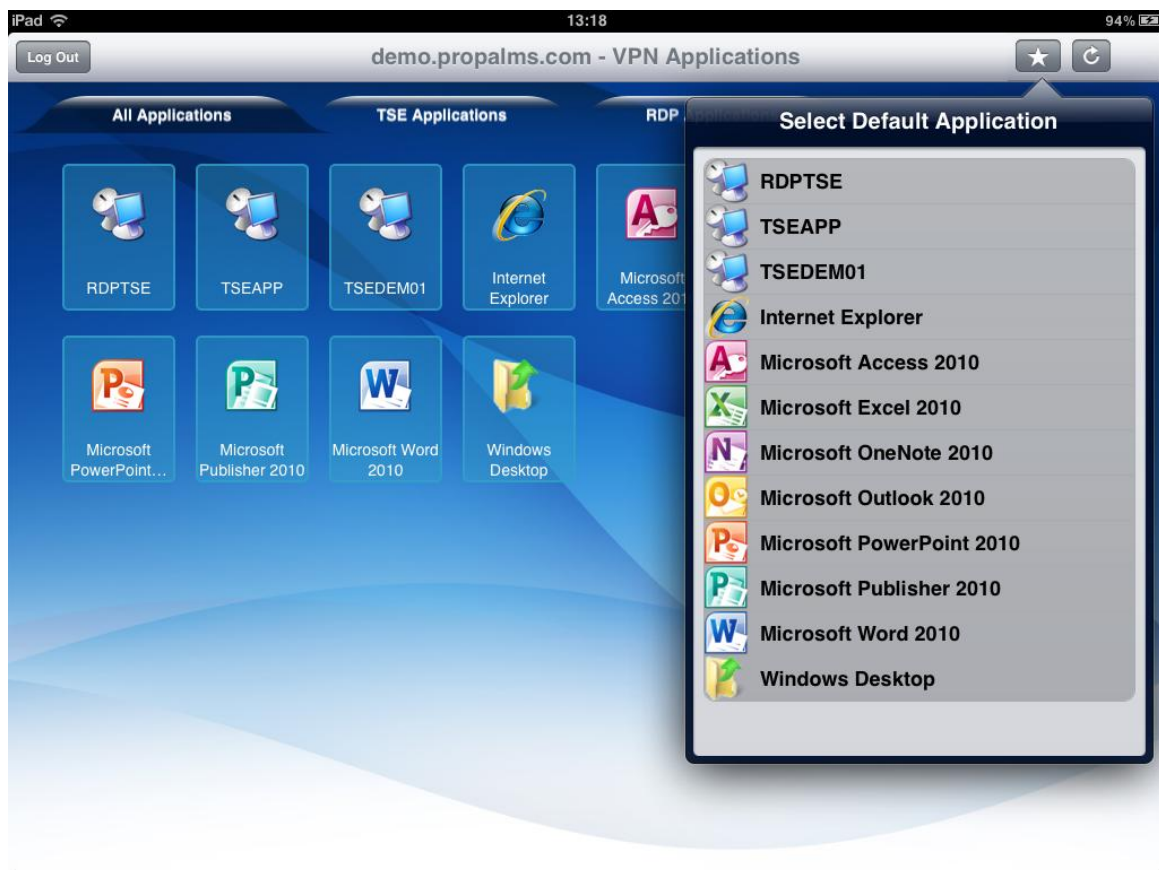 iPad
13:18
94%
Log Out
demo.propalms.com - VPN Applications
All Applications
TSE Applications
RDP
Select Default Application
RDPTSE
TSEAPP
TSEDEM01
Internet
Explorer
Microsoft
Access 201
Microsoft
PowerPoint...
Microsoft
Publisher 2010
Microsoft Word
2010
Windows
Desktop
RDPTSE
TSEAPP
TSEDEM01
Internet Explorer
Microsoft Access 2010
Microsoft Excel 2010
Microsoft OneNote 2010
Microsoft Outlook 2010
Microsoft PowerPoint 2010
Microsoft Publisher 2010
Microsoft Word 2010
Windows Desktop